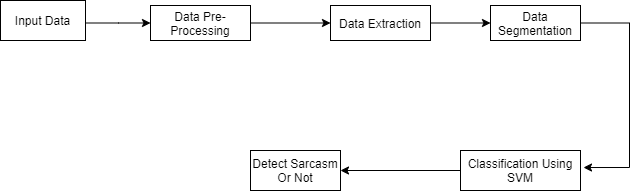 Input Data
Data Pre-
Processing
Data Extraction
Data
Segmentation
Classification Using
SVM
Detect Sarcasm
Or Not